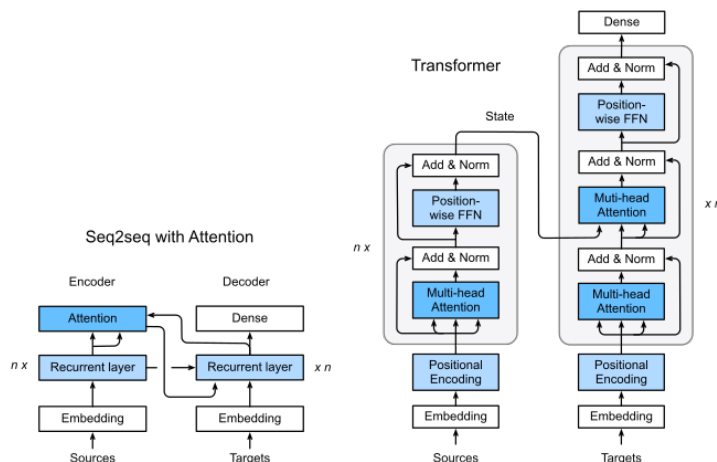 Seq2seq with Attention
Encoder
Decoder
Attention
Dense
n x
Recurrent layer
Recurrent layer
x n
Embedding
Embedding
Sources
Targets
Transformer
State
n x
Add & Norm
Position-
wise FFN
Add & Norm
Multi-head
Attention
Positional
Encoding
Embedding
Sources
Dense
Add & Norm
Position-
wise FFN
Add & Norm
Muti-head
Attention
x n
Add & Norm
Multi-head
Attention
Positional
Encoding
Embedding
Targets